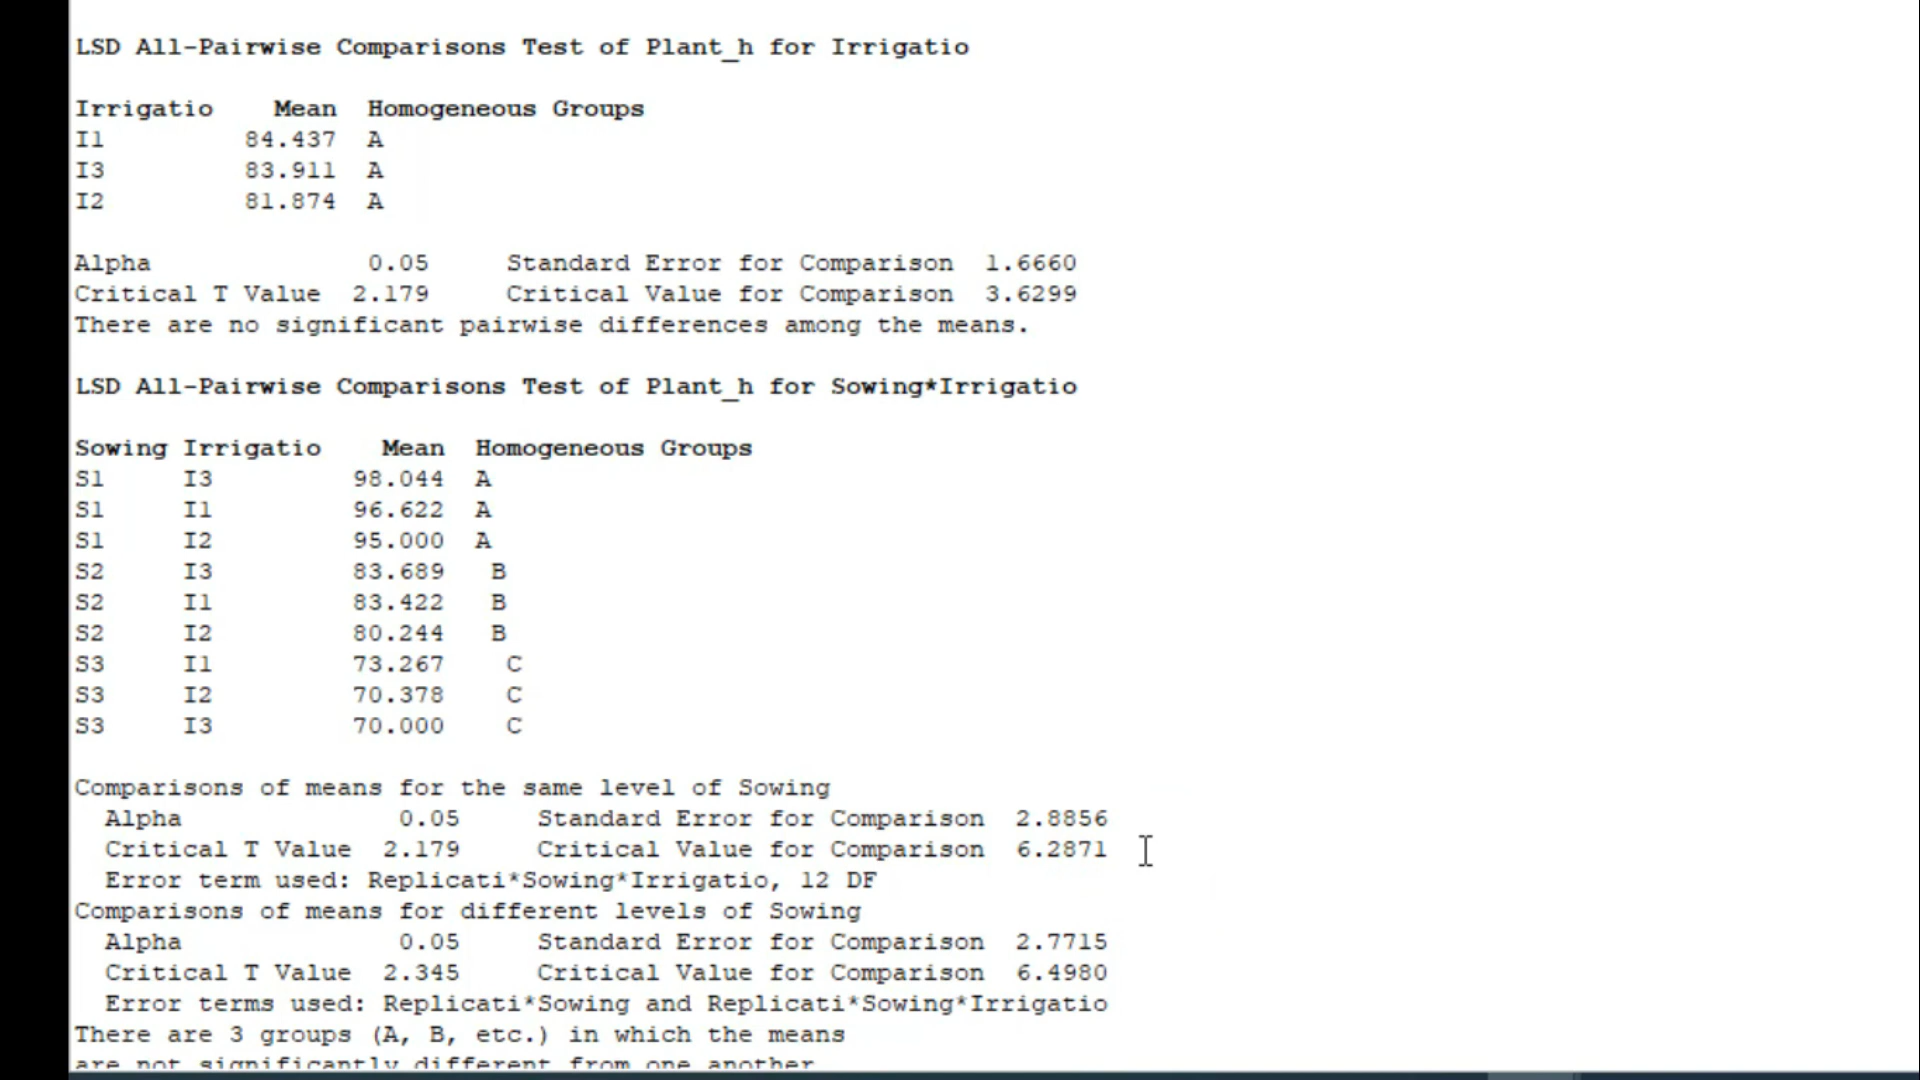 LSD All-Pairwise Comparisons Test of Plant_h for Irrigatio
Irrigatio Mean Homogeneous Groups
I1 84.437 A
I3 83.911 A
I2 81.874 A
Alpha 0.05 Standard Error for Comparison 1.6660
Critical T Value 2.179 Critical Value for Comparison 3.6299
There are no significant pairwise differences among the means.
LSD All-Pairwise Comparisons Test of Plant_h for Sowing*Irrigatio
Sowing Irrigatio Mean Homogeneous Groups
S1 I3 98.044 A
S1 I1 96.622 A
S1 I2 95.000 A
S2 I3 83.689 B
S2 I1 83.422 B
S2 I2 80.244 B
S3 I1 73.267 C
S3 I2 70.378 C
S3 I3 70.000 C
Comparisons of means for the same level of Sowing
Alpha 0.05 Standard Error for Comparison 2.8856
Critical T Value 2.179 Critical Value for Comparison 6.2871
Error term used: Replicati*Sowing*Irrigatio, 12 DF
Comparisons of means for different levels of Sowing
Alpha 0.05 Standard Error for Comparison 2.7715
Critical T Value 2.345 Critical Value for Comparison 6.4980
Error terms used: Replicati*Sowing and Replicati*Sowing*Irrigatio
There are 3 groups (A, B, etc.) in which the means
are not significantly different from one another